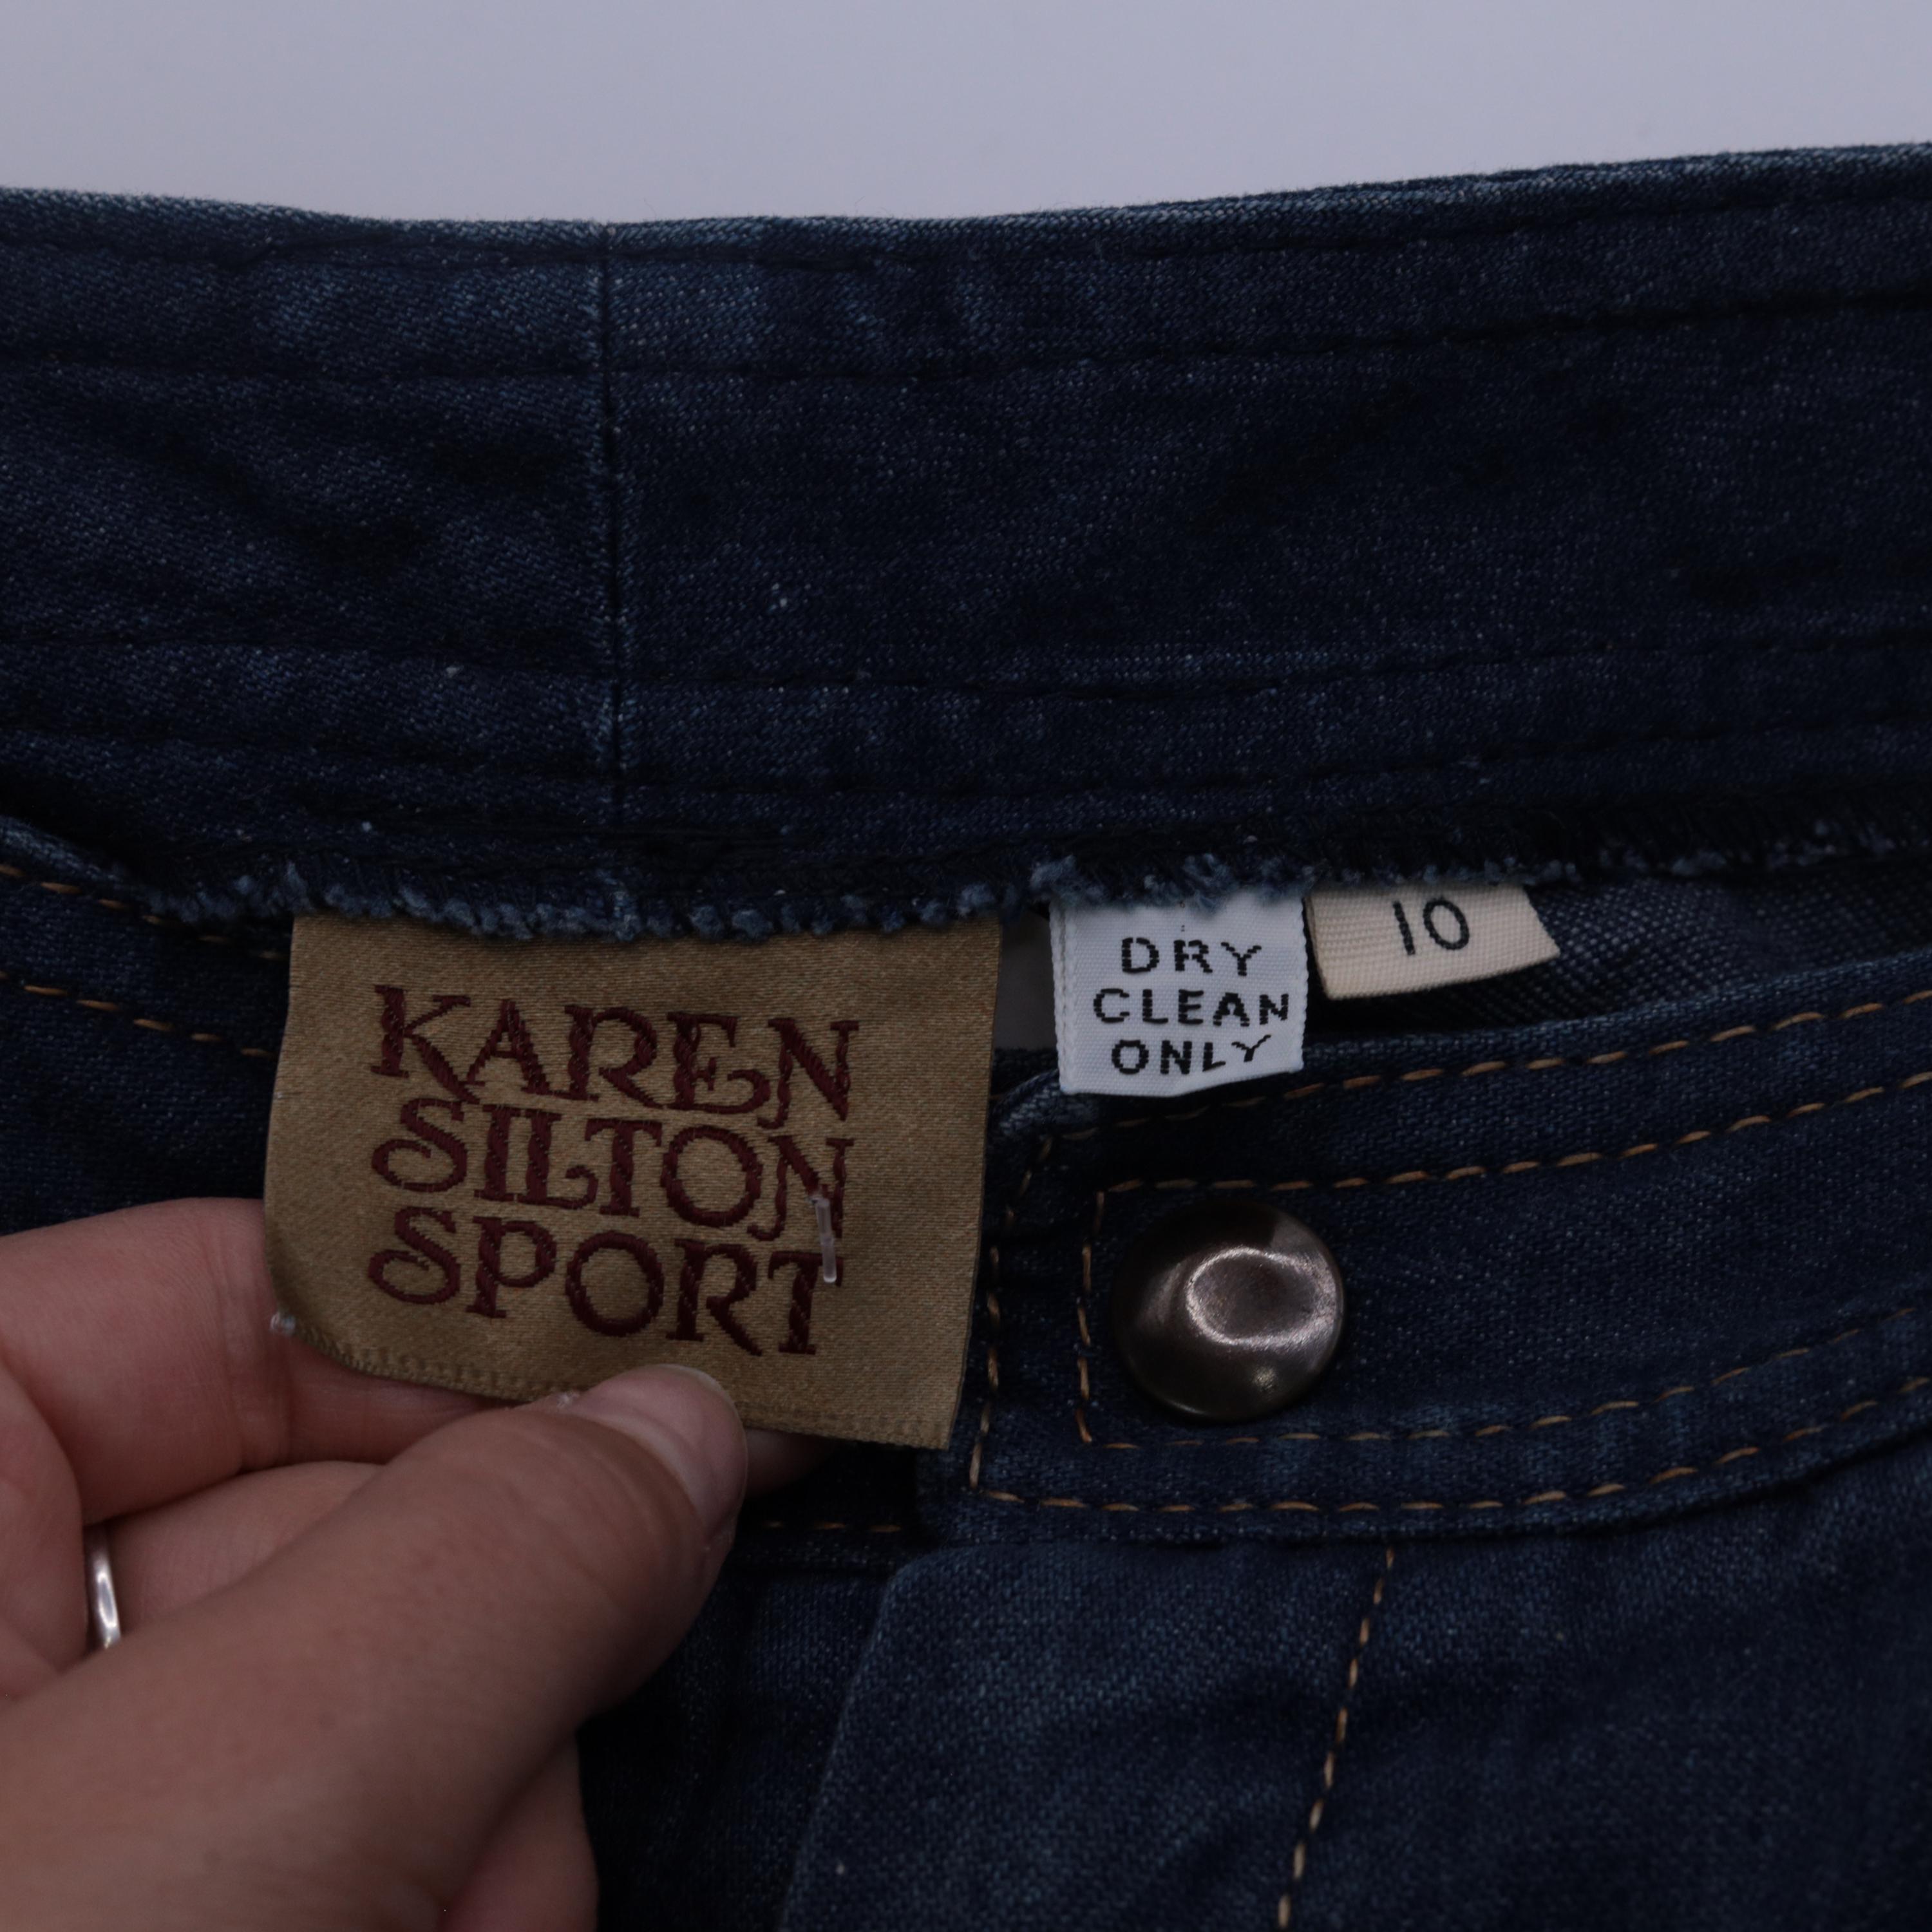 KAREN
SILTON
SPORT
DRY
CLEAN
ONLY
10